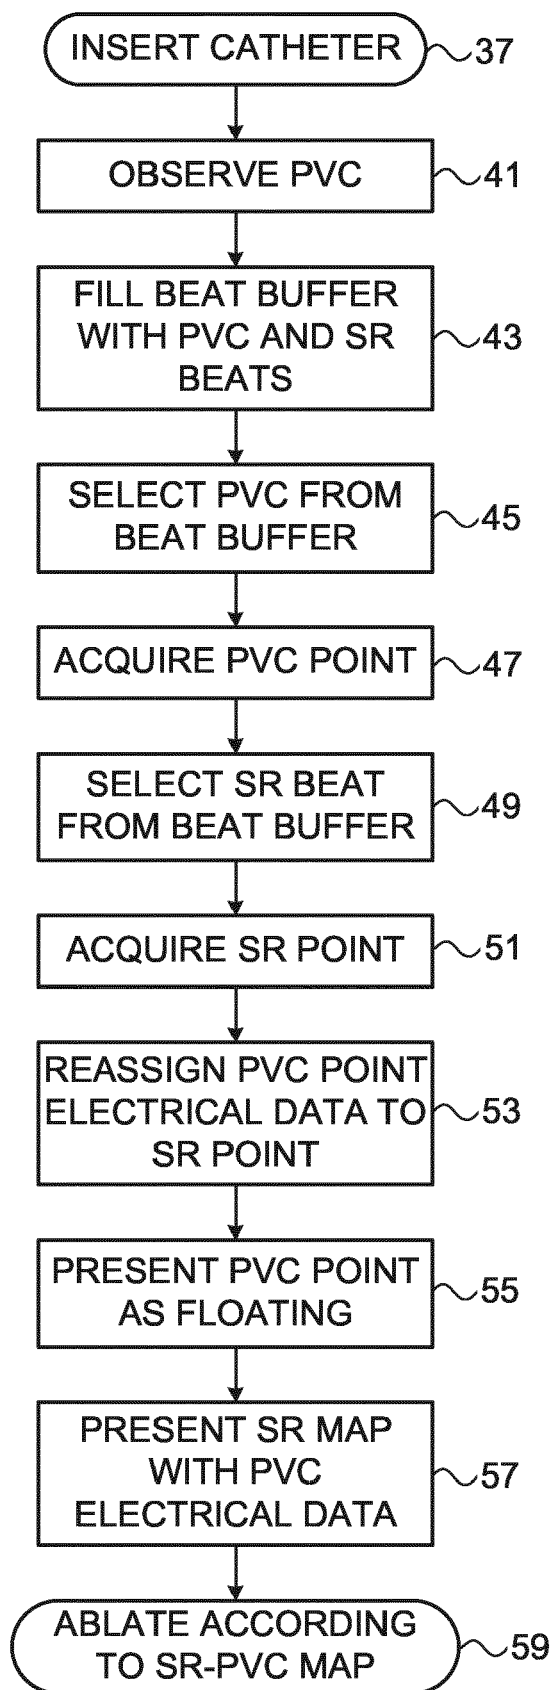 INSERT CATHETER
37
OBSERVE PVC
41
FILL BEAT BUFFER
WITH PVC AND SR
BEATS
43
SELECT PVC FROM
BEAT BUFFER
45
ACQUIRE PVC POINT
47
SELECT SR BEAT
FROM BEAT BUFFER
49
ACQUIRE SR POINT
51
REASSIGN PVC POINT
ELECTRICAL DATA TO
SR POINT
53
PRESENT PVC POINT
AS FLOATING
55
PRESENT SR MAP
WITH PVC
ELECTRICAL DATA
57
ABLATE ACCORDING
TO SR-PVC MAP
59